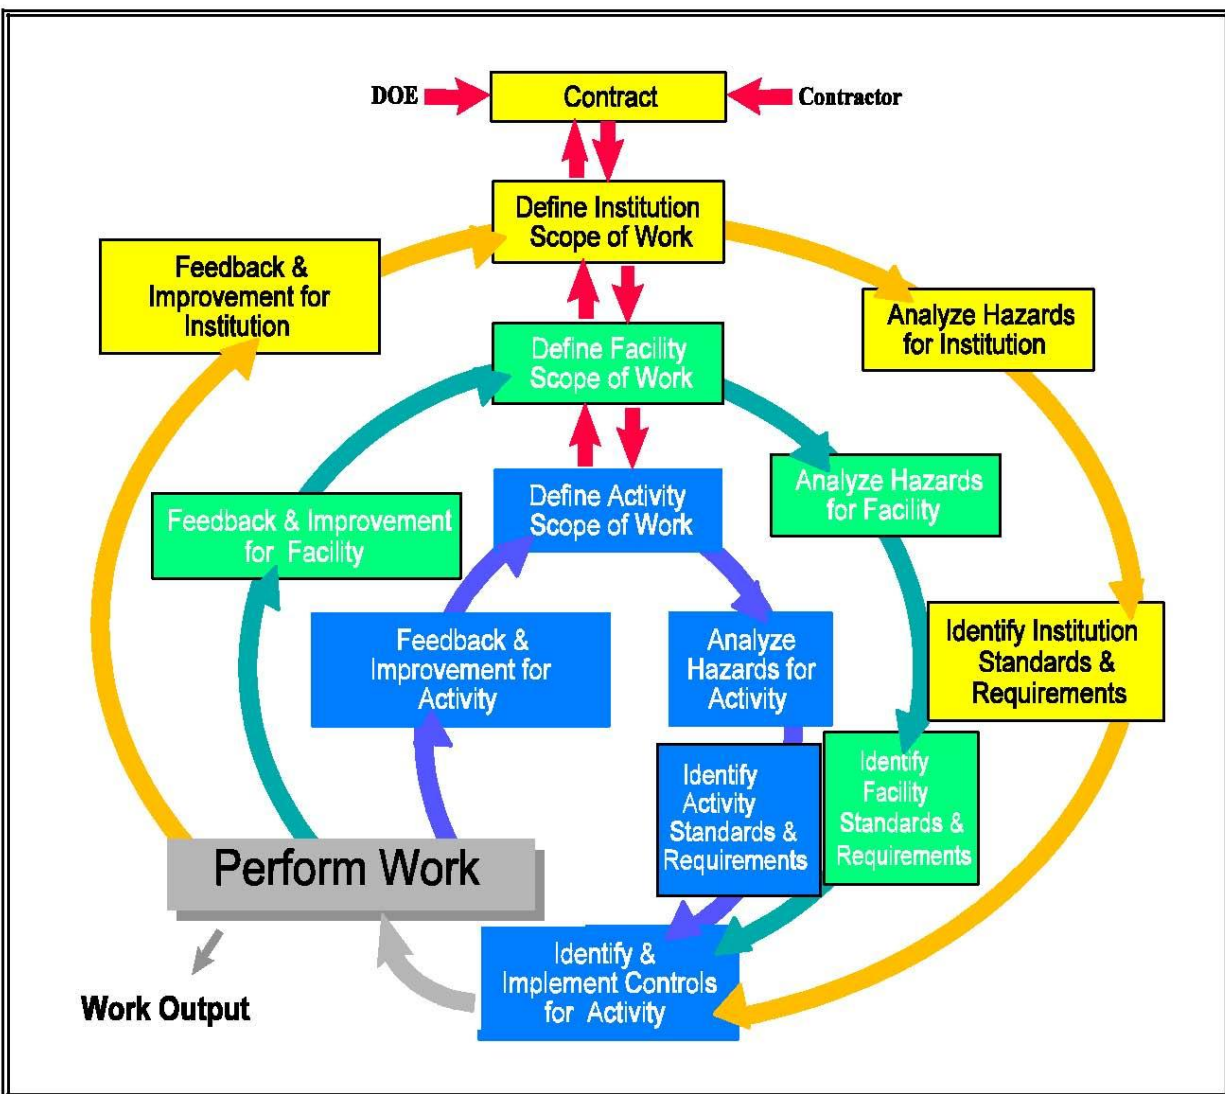 DOE
Contract
Contractor
Define Institution
Scope of Work
Feedback &
Improvement for
Institution
Analyze Hazards
for Institution
Define Facility
Scope of Work
Analyze Hazards
for Facility
Define Activity
Scope of Work
Feedback & Improvement
for Facility
Feedback &
Improvement for
Activity
Analyze
Hazards for
Activity
Identify Institution
Standards &
Requirements
Identify
Activity
Standards &
Requirements
Identify
Facility
Standards &
Requirements
Perform Work
Identify &
Implement Controls
for Activity
Work Output